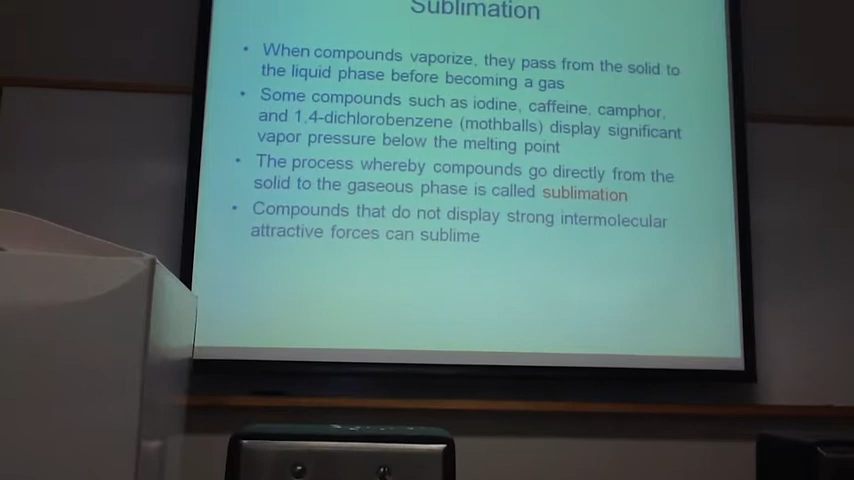 Sublimation
• When compounds vaporize, they pass from the solid to
the liquid phase before becoming a gas
• Some compounds such as iodine, caffeine, camphor,
and 1,4-dichlorobenzene (mothballs) display significant
vapor pressure below the melting point
• The process whereby compounds go directly from the
solid to the gaseous phase is called sublimation
• Compounds that do not display strong intermolecular
attractive forces can sublime